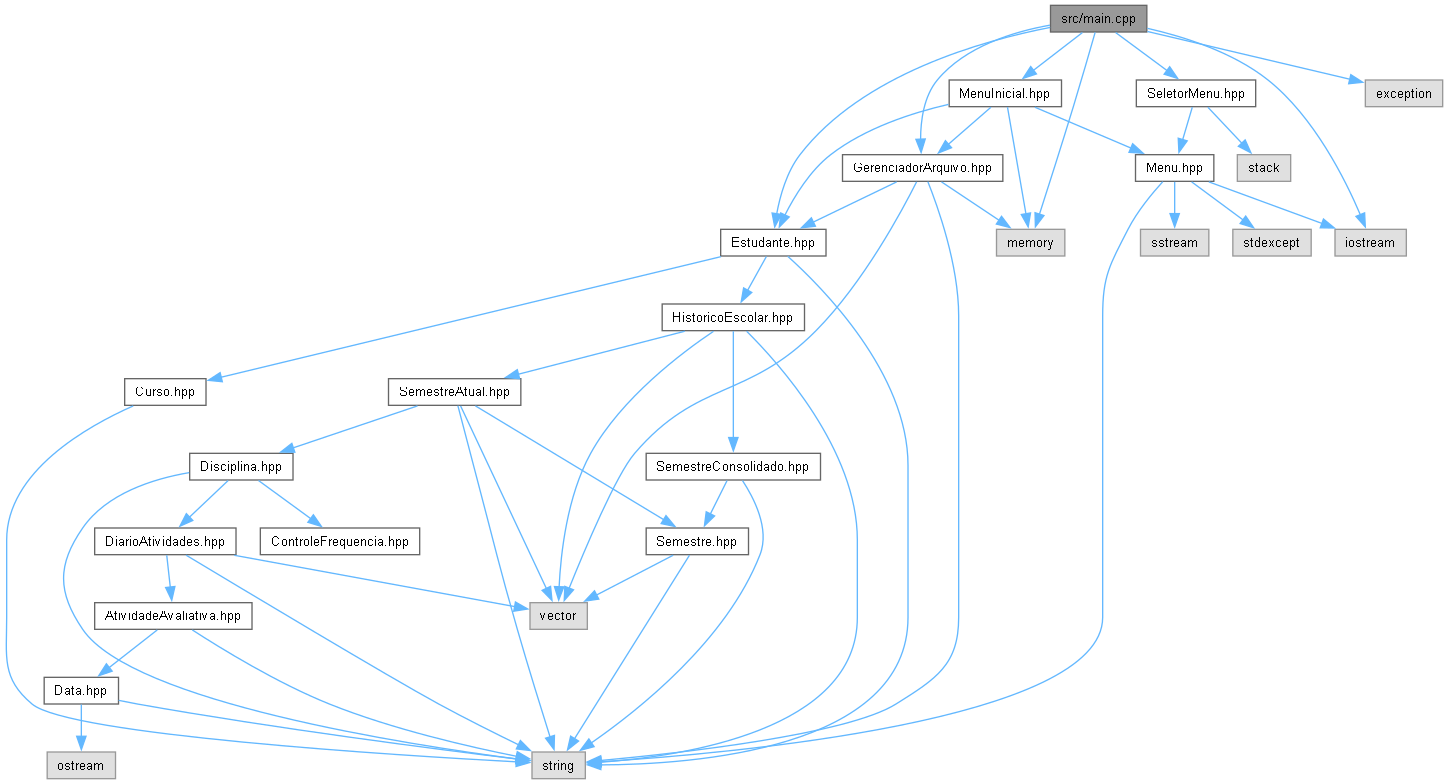 src/main.cpp
MenuInicial.hpp
SeletorMenu.hpp
exception
GerenciadorArquivo.hpp
Menu.hpp
stack
Estudante.hpp
memory
sstream
stdexcept
iostream
HistoricoEscolar.hpp
Curso.hpp
SemestreAtual.hpp
Disciplina.hpp
SemestreConsolidado.hpp
DiarioAtividades.hpp
ControleFrequencia.hpp
Semestre.hpp
AtividadeAvaliativa.hpp
vector
Data.hpp
ostream
string